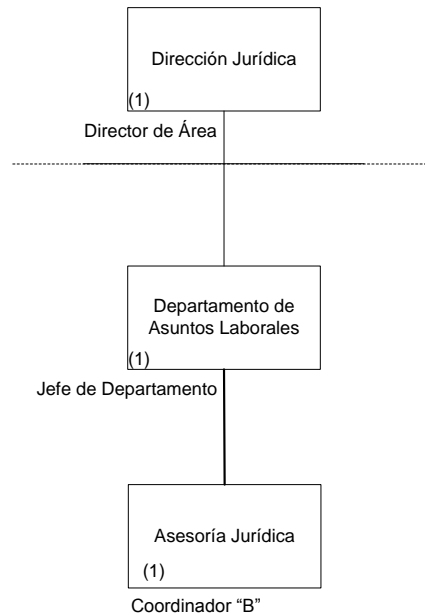 Dirección Jurídica
(1)
Director de Área
Departamento de
Asuntos Laborales
(1)
Jefe de Departamento
Asesoría Jurídica
(1)
Coordinador “B”